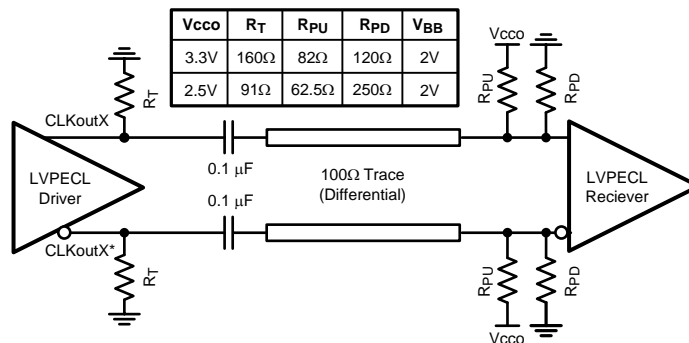 Vcco RT RPU RPD VBB
3.3V 160Ω 82Ω 120Ω 2V
2.5V 91Ω 62.5Ω 250Ω 2V
Vcco
RT
RPU
RPD
CLKoutX
0.1 µF
LVPECL
Driver
0.1 µF
100Ω Trace
(Differential)
LVPECL
Reciever
CLKoutX*
RT
RPU
RPD
Vcco